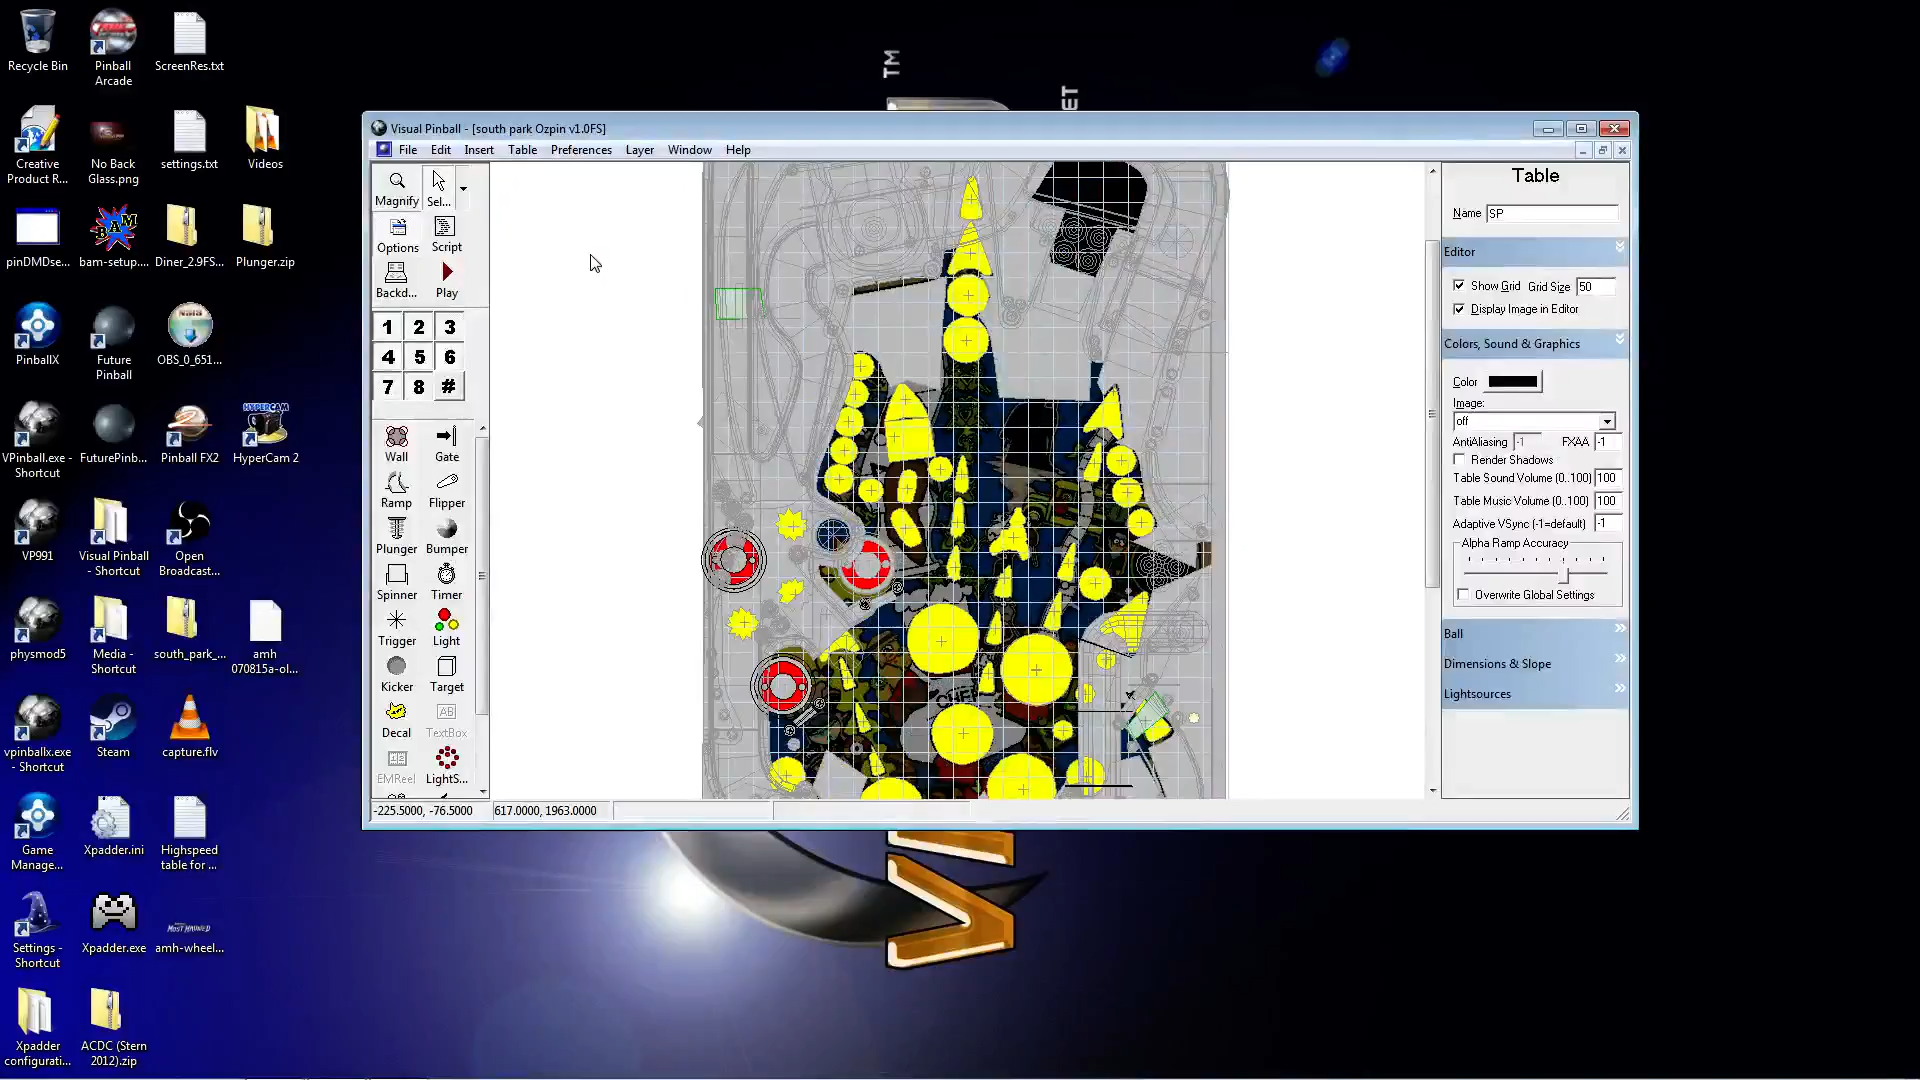 Recycle Bin
Pinball
Arcade
ScreenRes.txt
Creative
Product R...
No Back
Glass.png
settings.txt
Videos
pinDMDse...
bam-setup....
Diner_2.9FS...
Plunger.zip
PinballX
Future
Pinball
OBS_0_651...
VPinball.exe -
Shortcut
FuturePinb...
Pinball FX2
HyperCam 2
VP991
Visual Pinball
- Shortcut
Open
Broadcast...
physmod5
Media -
Shortcut
south_park_...
amh
070815a-ol...
vpinballx.exe
- Shortcut
Steam
capture.flv
Game
Manage...
Xpadder.ini
Highspeed
table for ...
Settings -
Shortcut
Xpadder.exe
amh-wheel...
Xpadder
configurati...
ACDC (Stern
2012).zip
TM
ET
Visual Pinball - [south park Ozpin v1.0FS]
File Edit Insert Table Preferences Layer Window Help
Magnify
Sel...
Options
Script
Backd...
Play
1 2 3
4 5 6
7 8 #
Wall
Gate
Ramp
Flipper
Plunger
Bumper
Spinner
Timer
Trigger
Light
Kicker
Target
Decal
AB
TextBox
EMReel
LightS...
CHEF
-225.5000, -76.5000
617.0000, 1963.0000
Table
Name SP
Editor
Show Grid Grid Size 50
Display Image in Editor
Colors, Sound & Graphics
Color
Image:
off
AntiAliasing -1 FXAA -1
Render Shadows
Table Sound Volume (0..100) 100
Table Music Volume (0..100) 100
Adaptive VSync (-1=default) -1
Alpha Ramp Accuracy
Overwrite Global Settings
Ball
Dimensions & Slope
Lightsources